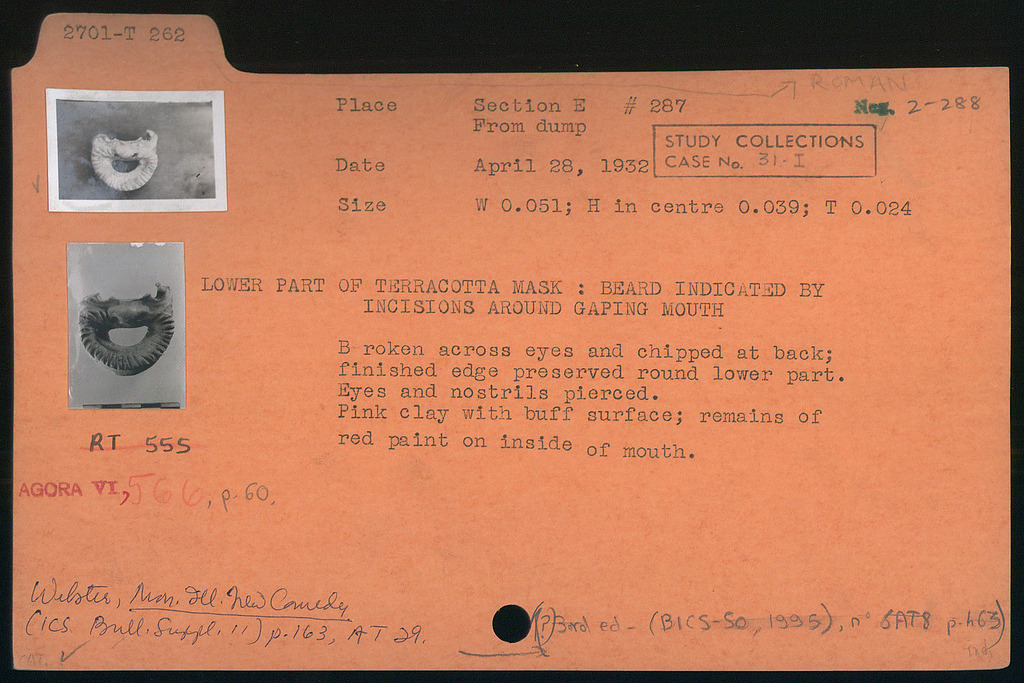 2701-T 262
ROMAN
Place Section E # 287 Neg. 2-288
From dump
STUDY COLLECTIONS
CASE No. 31-I
Date April 28, 1932
Size W 0.051; H in centre 0.039; T 0.024
LOWER PART OF TERRACOTTA MASK : BEARD INDICATED BY
INCISIONS AROUND GAPING MOUTH
B roken across eyes and chipped at back;
finished edge preserved round lower part.
Eyes and nostrils pierced.
Pink clay with buff surface; remains of
red paint on inside of mouth.
RT 555
AGORA VI, 566, p. 60.
Webster, Mon. Ill. New Comedy
(ICS. Bull. Suppl. 11) p. 163, AT 29.
(?) 3rd ed - (BICS-50, 1995), n° 6AT8 p. 463)